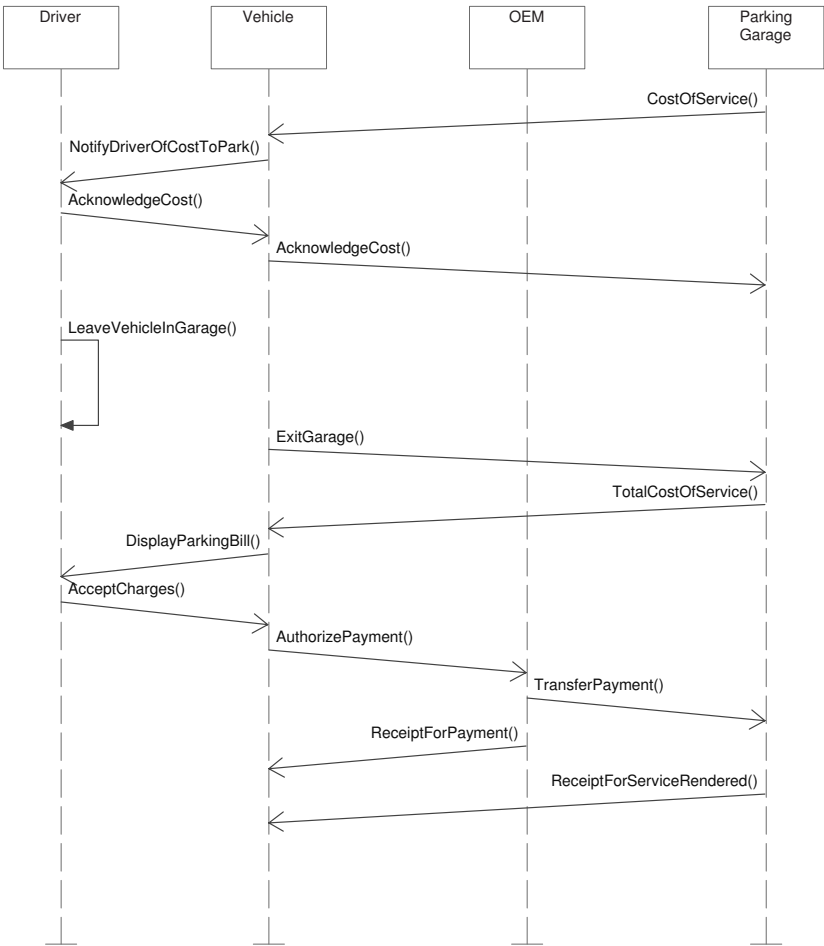 Driver
Vehicle
OEM
Parking
Garage
CostOfService()
NotifyDriverOfCostToPark()
AcknowledgeCost()
AcknowledgeCost()
LeaveVehicleInGarage()
ExitGarage()
TotalCostOfService()
DisplayParkingBill()
AcceptCharges()
AuthorizePayment()
TransferPayment()
ReceiptForPayment()
ReceiptForServiceRendered()